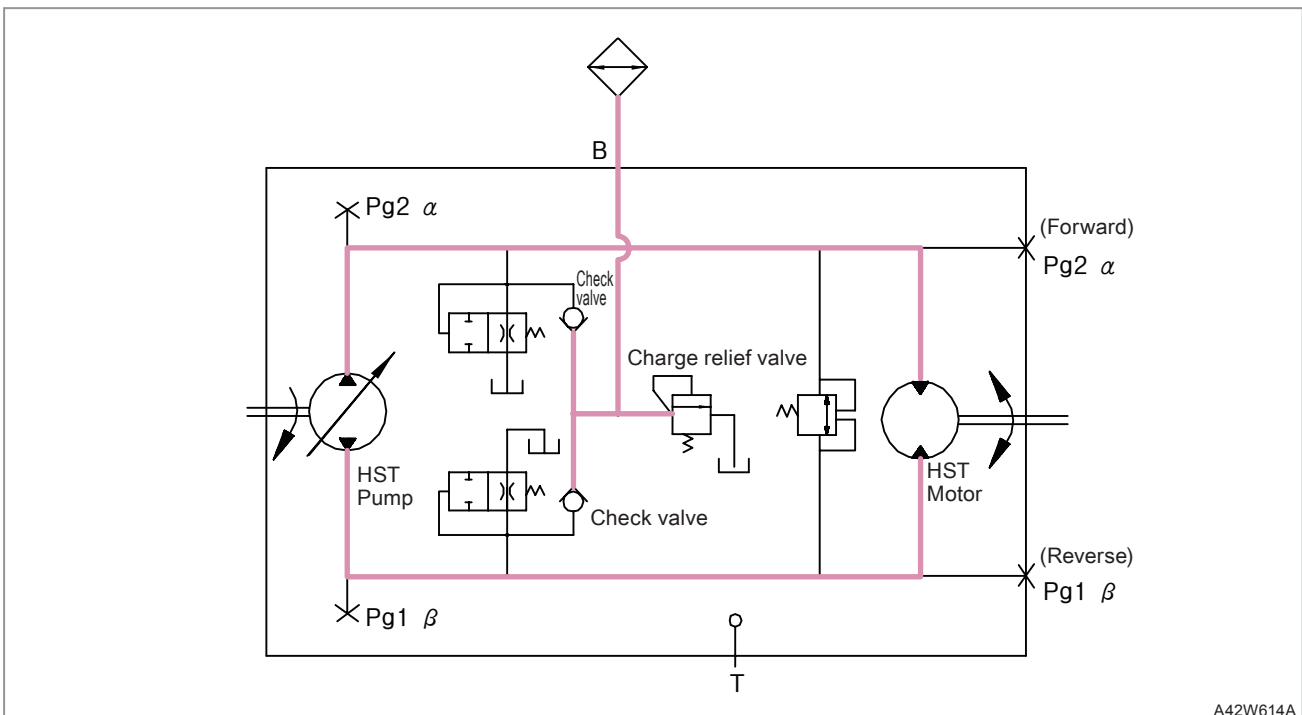 B
Pg2 α
(Forward)
Pg2 α
Check
valve
Charge relief valve
HST
Pump
HST
Motor
Check valve
(Reverse)
Pg1 β
Pg1 β
T
A42W614A